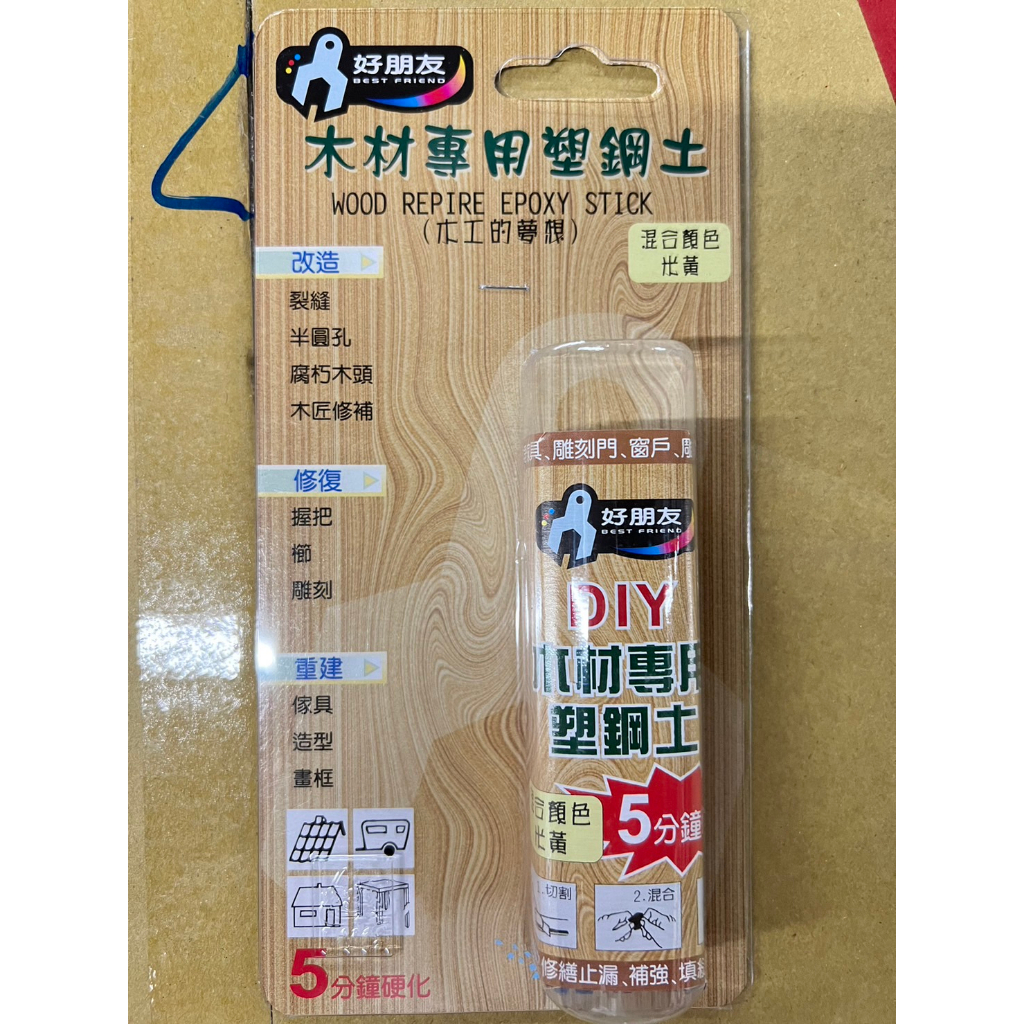 好朋友
BEST FRIEND
木材專用塑鋼土
WOOD REPIRE EPOXY STICK
(木工的夢想)
混合顏色
米黃
改造
裂縫
半圓孔
腐朽木頭
木匠修補
修復
握把
櫛
雕刻
重建
傢具
造型
畫框
5分鐘硬化
具、雕刻門、窗戶、
好朋友
BEST FRIEND
DIY
木材專用
塑鋼土
合顏色
米黃
5分鐘
1.切割
2.混合
修繕止漏、補強、填